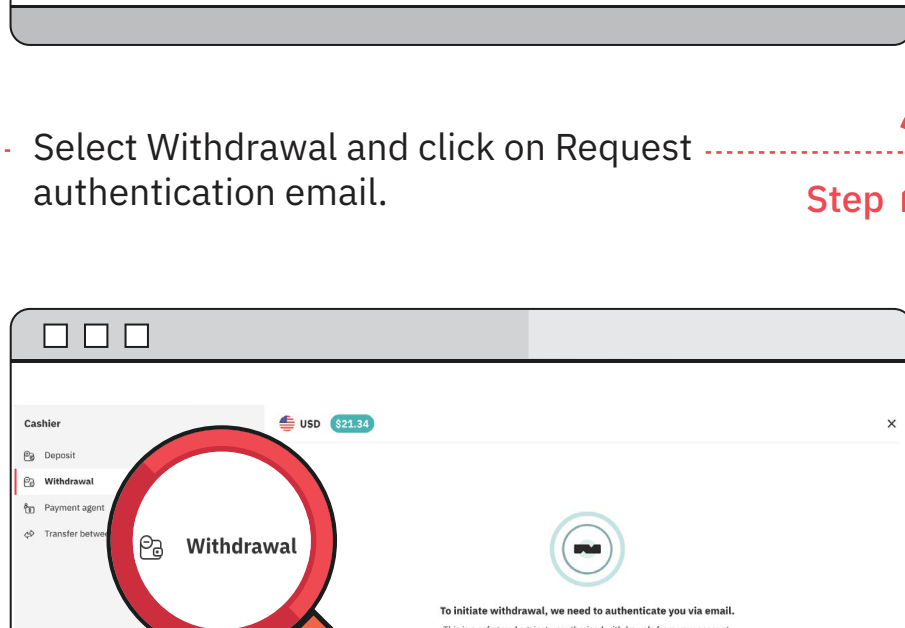 Select Withdrawal and click on Request
authentication email.
Step
Cashier
USD $21.34
Deposit
Withdrawal
Payment agent
Transfer betwee
Withdrawal
To initiate withdrawal, we need to authenticate you via email.